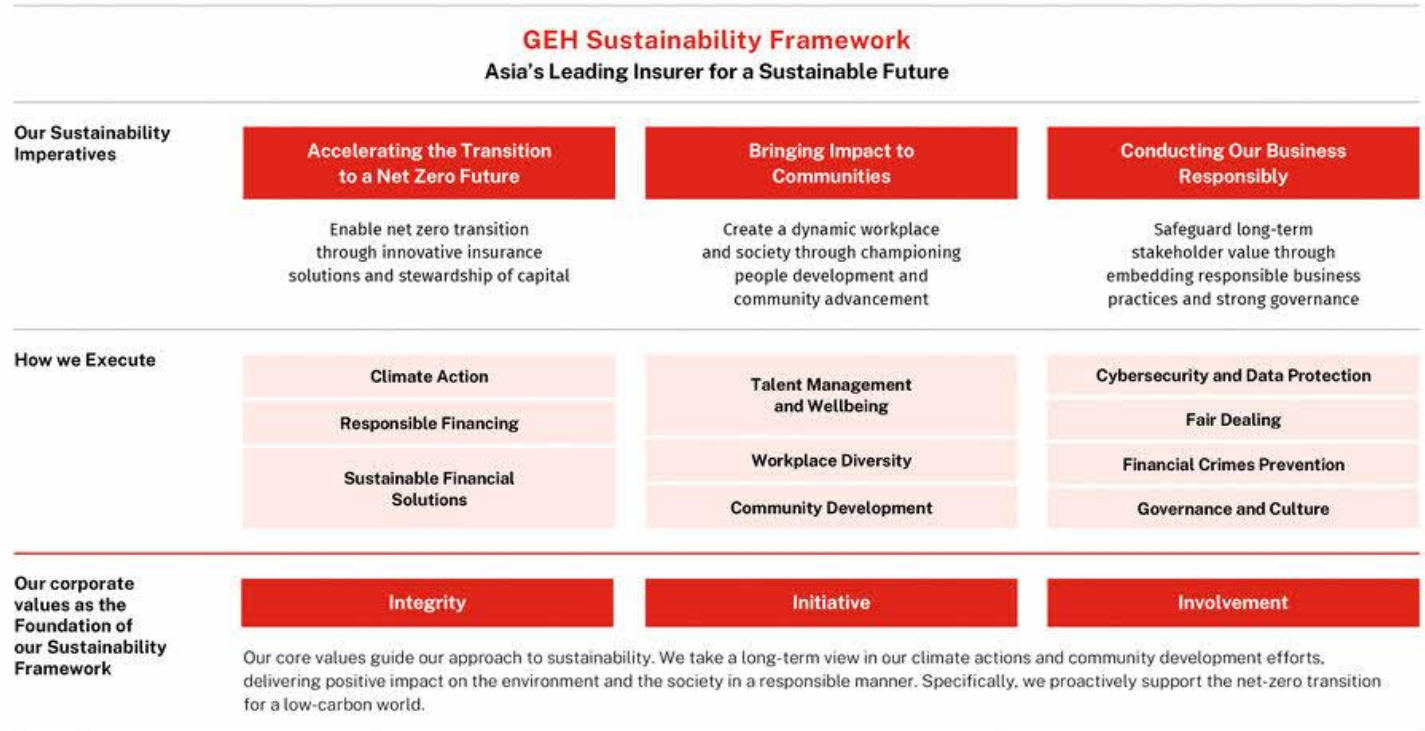 GEH Sustainability Framework
Asia's Leading Insurer for a Sustainable Future
Our Sustainability
Imperatives
Accelerating the Transition
to a Net Zero Future
Enable net zero transition
through innovative insurance
solutions and stewardship of capital
Bringing Impact to
Communities
Create a dynamic workplace
and society through championing
people development and
community advancement
Conducting Our Business
Responsibly
Safeguard long-term
stakeholder value through
embedding responsible business
practices and strong governance
How we Execute
Climate Action
Responsible Financing
Sustainable Financial
Solutions
Talent Management
and Wellbeing
Workplace Diversity
Community Development
Cybersecurity and Data Protection
Fair Dealing
Financial Crimes Prevention
Governance and Culture
Our corporate
values as the
Foundation of
our Sustainability
Framework
Integrity
Initiative
Involvement
Our core values guide our approach to sustainability. We take a long-term view in our climate actions and community development efforts,
delivering positive impact on the environment and the society in a responsible manner. Specifically, we proactively support the net-zero transition
for a low-carbon world.